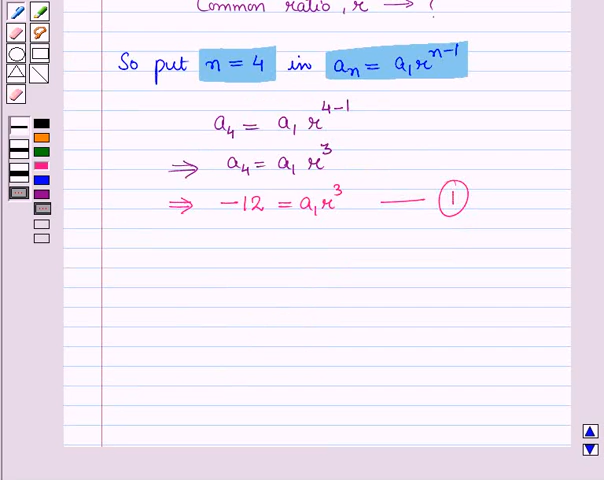 Common ratio, r → ?
So put n = 4 in aₙ = a₁rⁿ⁻¹
a₄ = a₁ r⁴⁻¹
⇒ a₄ = a₁ r³
⇒ -12 = a₁r³ —— ①